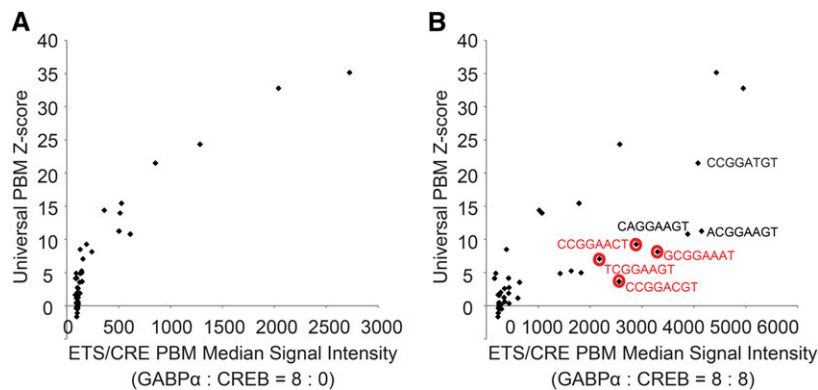 A
Universal PBM Z-score
40
35
30
25
20
15
10
5
0
0 500 1000 1500 2000 2500 3000
ETS/CRE PBM Median Signal Intensity
(GABPα : CREB = 8 : 0)
B
Universal PBM Z-score
40
35
30
25
20
15
10
5
0
CCGGATGT
CAGGAAGT
ACGGAAGT
CCGGAACT
GCGGAAAT
TCGGAAGT
CCGGACGT
0 1000 2000 3000 4000 5000 6000
ETS/CRE PBM Median Signal Intensity
(GABPα : CREB = 8 : 8)